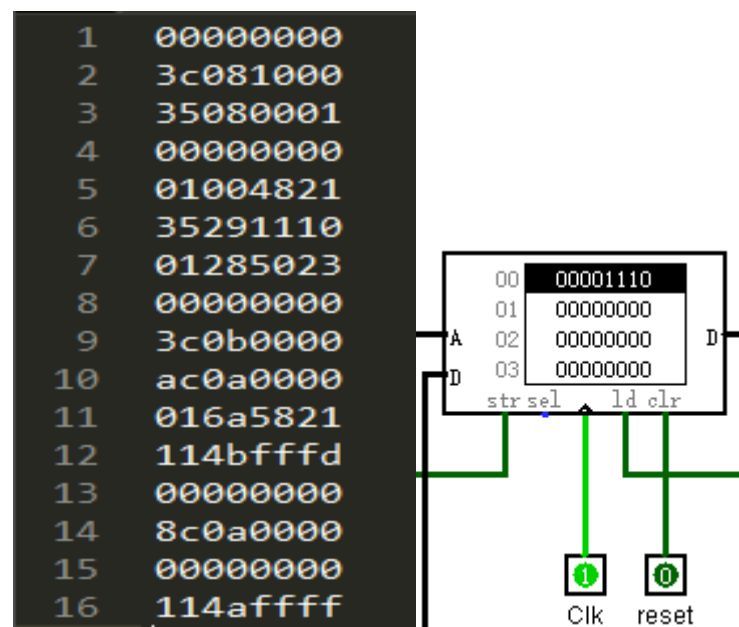 1 00000000
2 3c081000
3 35080001
4 00000000
5 01004821
6 35291110
7 01285023
8 00000000
9 3c0b0000
10 ac0a0000
11 016a5821
12 114bfffd
13 00000000
14 8c0a0000
15 00000000
16 114affff
00 00001110
01 00000000
A 02 00000000 D
D 03 00000000
str sel ld clr
1 0
Clk reset